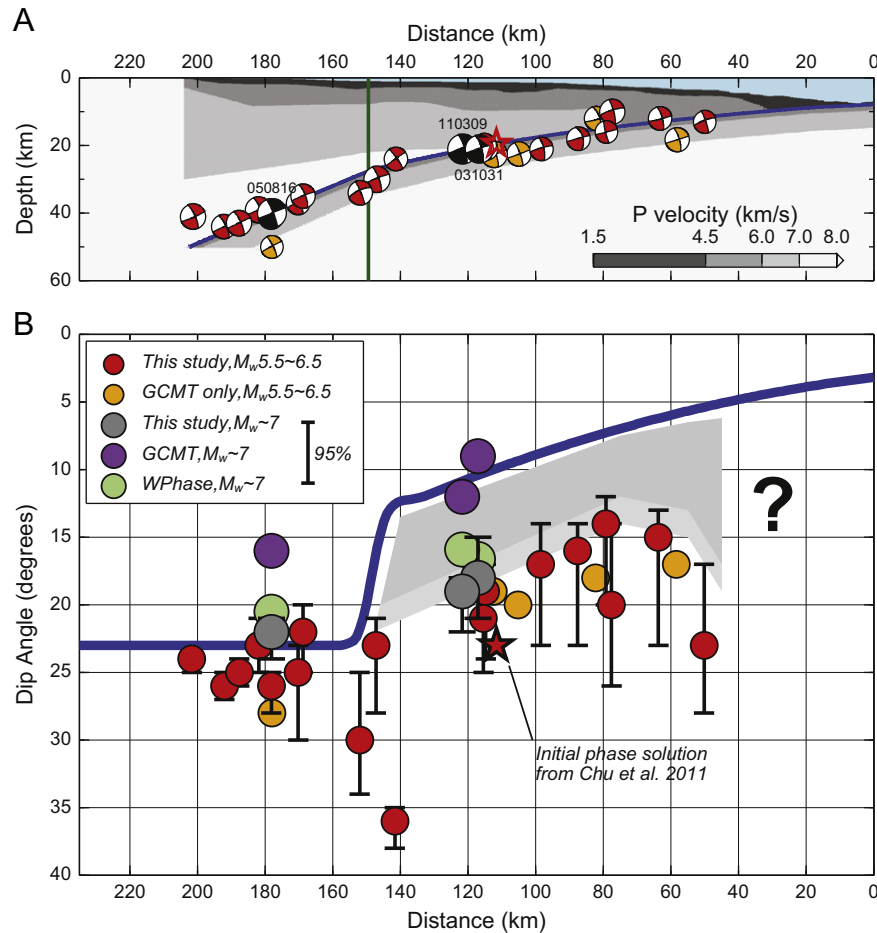 A
Distance (km)
220 200 180 160 140 120 100 80 60 40 20 0
0
20
40
60
Depth (km)
110309
031031
050816
P velocity (km/s)
1.5 4.5 6.0 7.0 8.0
B
0
5
10
15
20
25
30
35
40
Dip Angle (degrees)
This study,Mw5.5~6.5
GCMT only,Mw5.5~6.5
This study,Mw~7
GCMT,Mw~7
WPhase,Mw~7
95%
?
Initial phase solution
from Chu et al. 2011
220 200 180 160 140 120 100 80 60 40 20 0
Distance (km)